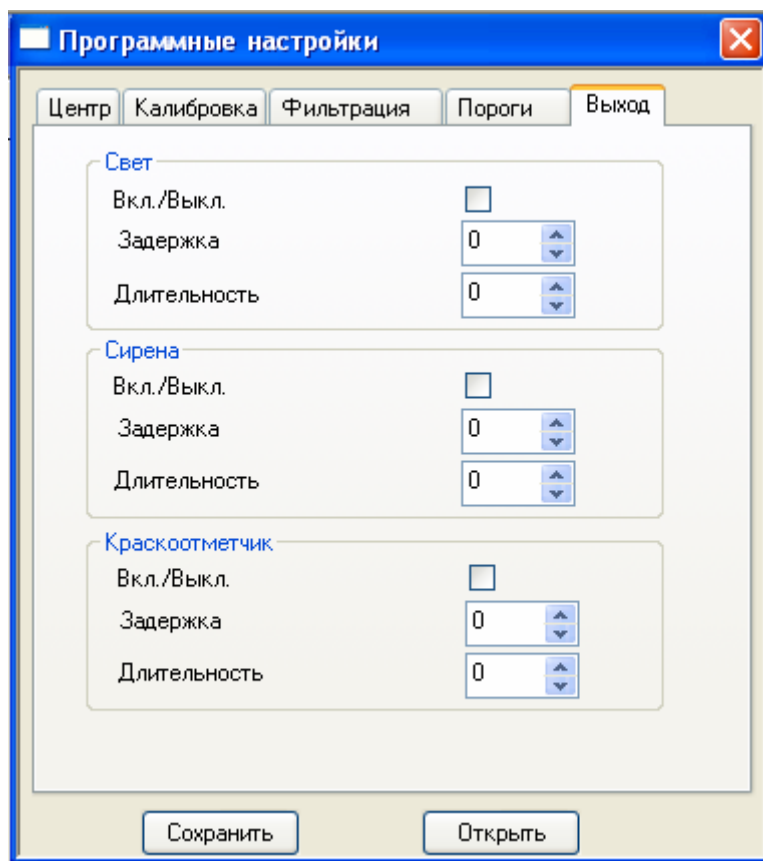 Программные настройки
Центр Калибровка Фильтрация Пороги Выход
Свет
Вкл./Выкл.
Задержка 0
Длительность 0
Сирена
Вкл./Выкл.
Задержка 0
Длительность 0
Краскоотметчик
Вкл./Выкл.
Задержка 0
Длительность 0
Сохранить Открыть